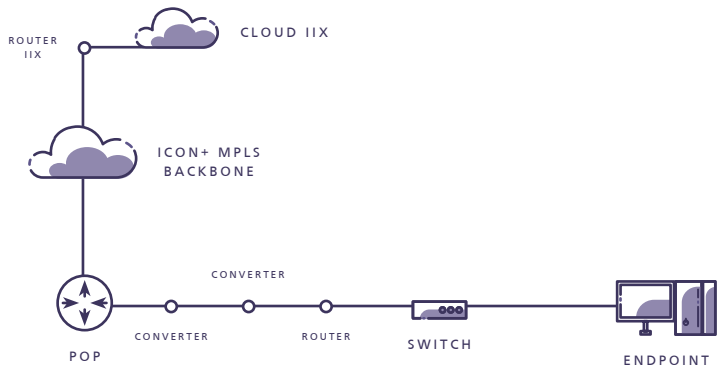 CLOUD IIX
ROUTER
IIX
ICON+ MPLS
BACKBONE
CONVERTER
CONVERTER
ROUTER
SWITCH
POP
ENDPOINT